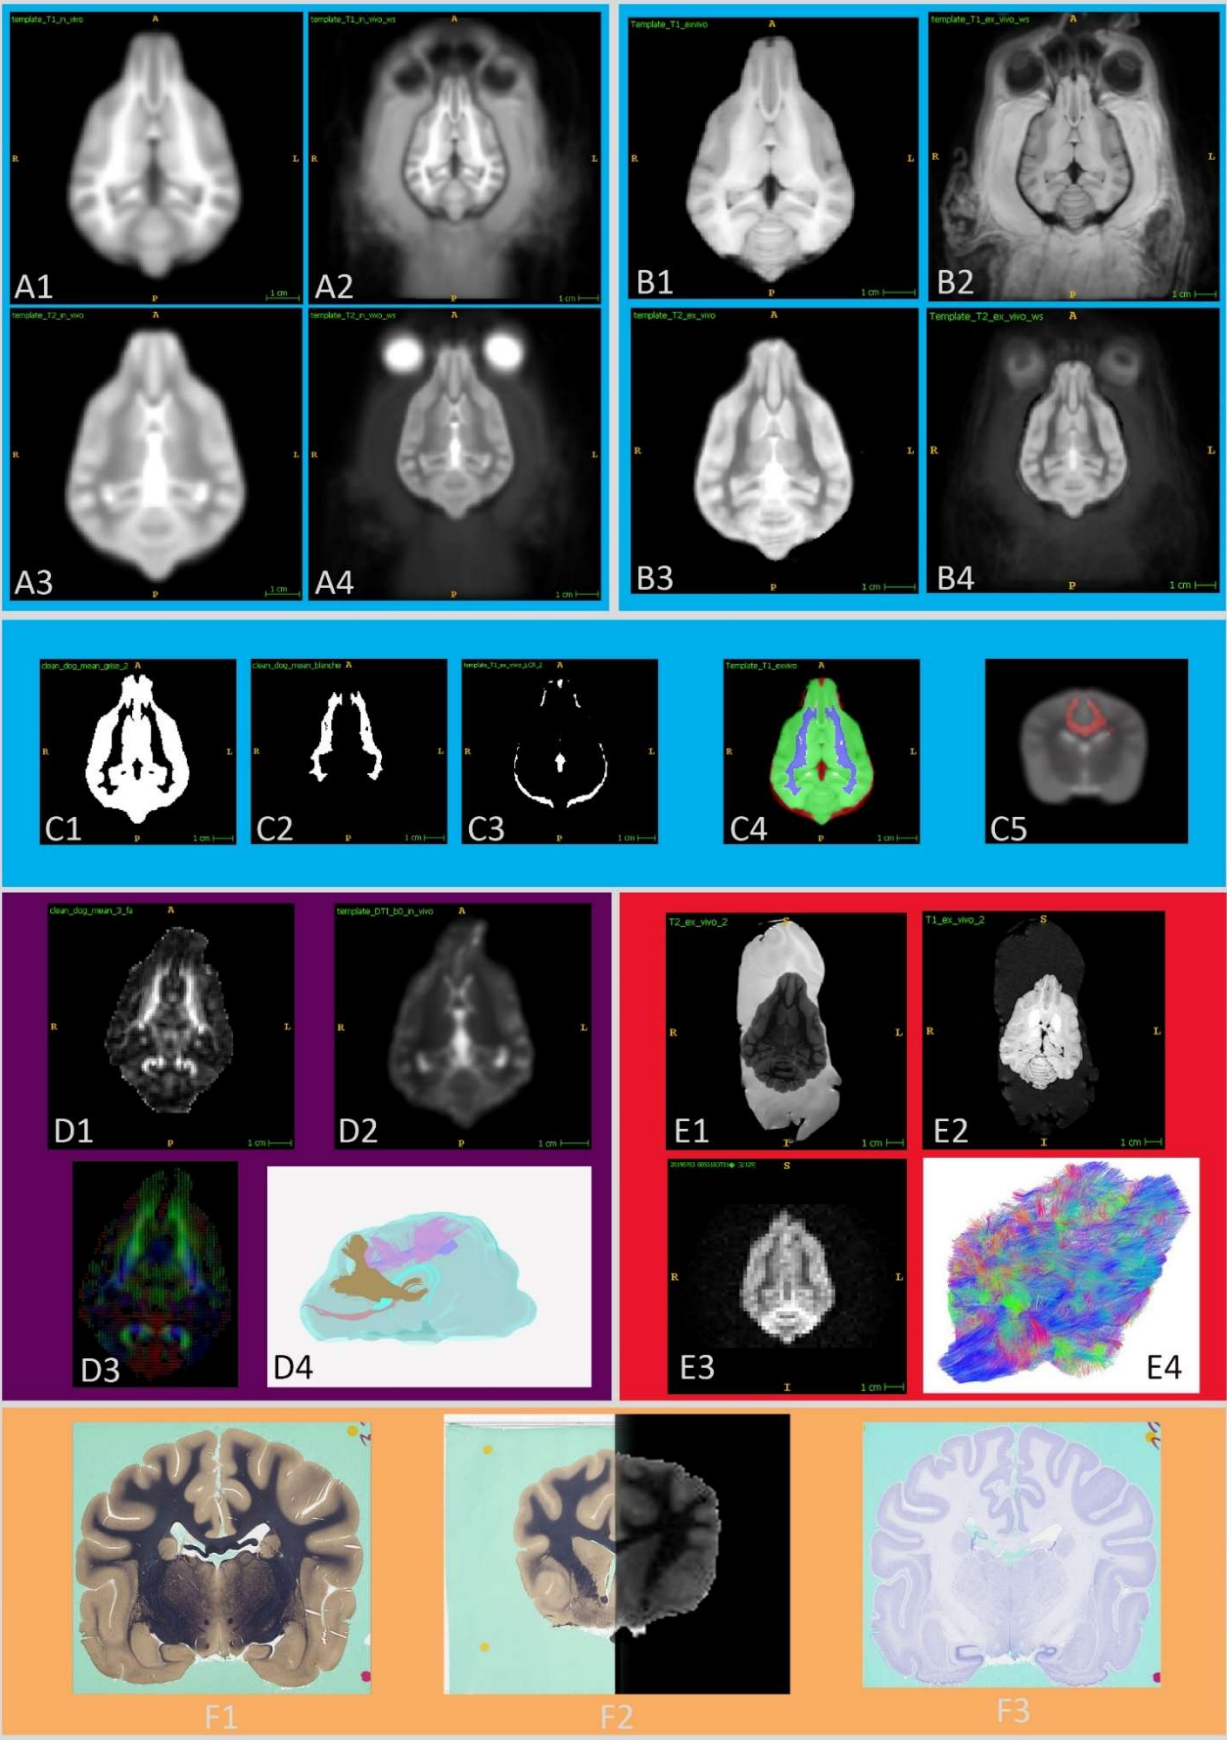 template_T1_in_vivo
A
R
L
P
1 cm
A1
template_T1_in_vivo_ws
A
R
L
P
1 cm
A2
Template_T1_exvivo
A
R
L
P
1 cm
B1
template_T1_ex_vivo_ws
A
R
L
P
1 cm
B2
template_T2_in_vivo
A
R
L
P
1 cm
A3
template_T2_in_vivo_ws
A
R
L
P
1 cm
A4
template_T2_ex_vivo
A
R
L
P
1 cm
B3
Template_T2_ex_vivo_ws
A
R
L
P
1 cm
B4
clean_dog_mean_grise_2
A
R
L
P
1 cm
C1
clean_dog_mean_blanche
A
R
L
P
1 cm
C2
template_T1_ex_vivo_LCR_2
A
R
L
P
1 cm
C3
Template_T1_exvivo
A
R
L
P
1 cm
C4
C5
clean_dog_mean_3_fa
A
R
L
P
1 cm
D1
template_DTI_b0_in_vivo
A
R
L
P
1 cm
D2
T2_ex_vivo_2
S
R
L
I
1 cm
E1
T1_ex_vivo_2
S
R
L
I
1 cm
E2
D3
D4
S
R
L
I
1 cm
E3
E4
F1
F2
F3